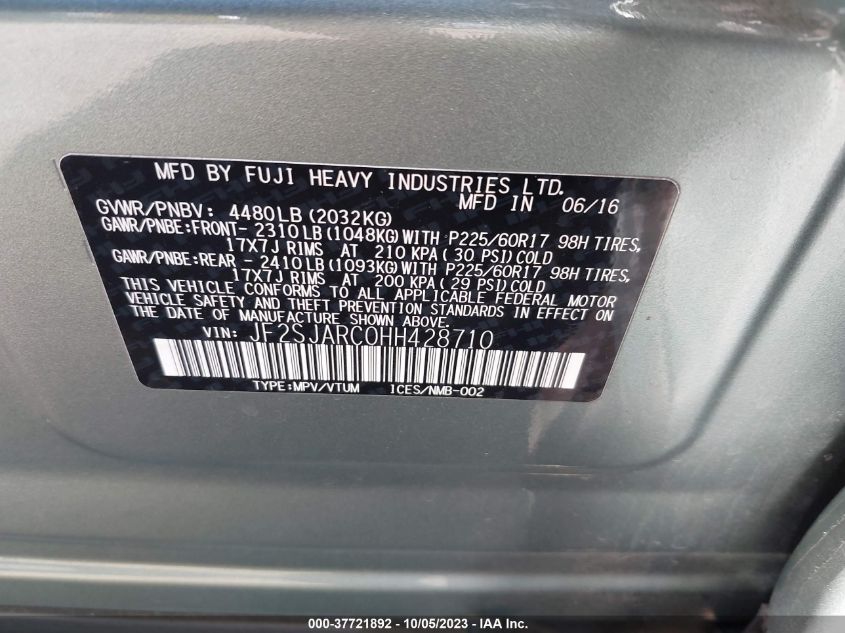 MFD BY FUJI HEAVY INDUSTRIES LTD.
MFD IN 06/16
GVWR/PNBV: 4480LB(2032KG)
GAWR/PNBE:FRONT- 2310LB(1048KG)WITH P225/60R17 98H TIRES,
17X7J RIMS AT 210 KPA( 30 PSI)COLD
GAWR/PNBE:REAR - 2410LB(1093KG)WITH P225/60R17 98H TIRES,
17X7J RIMS AT 200 KPA( 29 PSI)COLD
THIS VEHICLE CONFORMS TO ALL APPLICABLE FEDERAL MOTOR
VEHICLE SAFETY AND THEFT PREVENTION STANDARDS IN EFFECT ON
THE DATE OF MANUFACTURE SHOWN ABOVE.
VIN: JF2SJARC0HH428710
TYPE:MPV/VTUM ICES/NMB-002
000-37721892 - 10/05/2023 - IAA Inc.